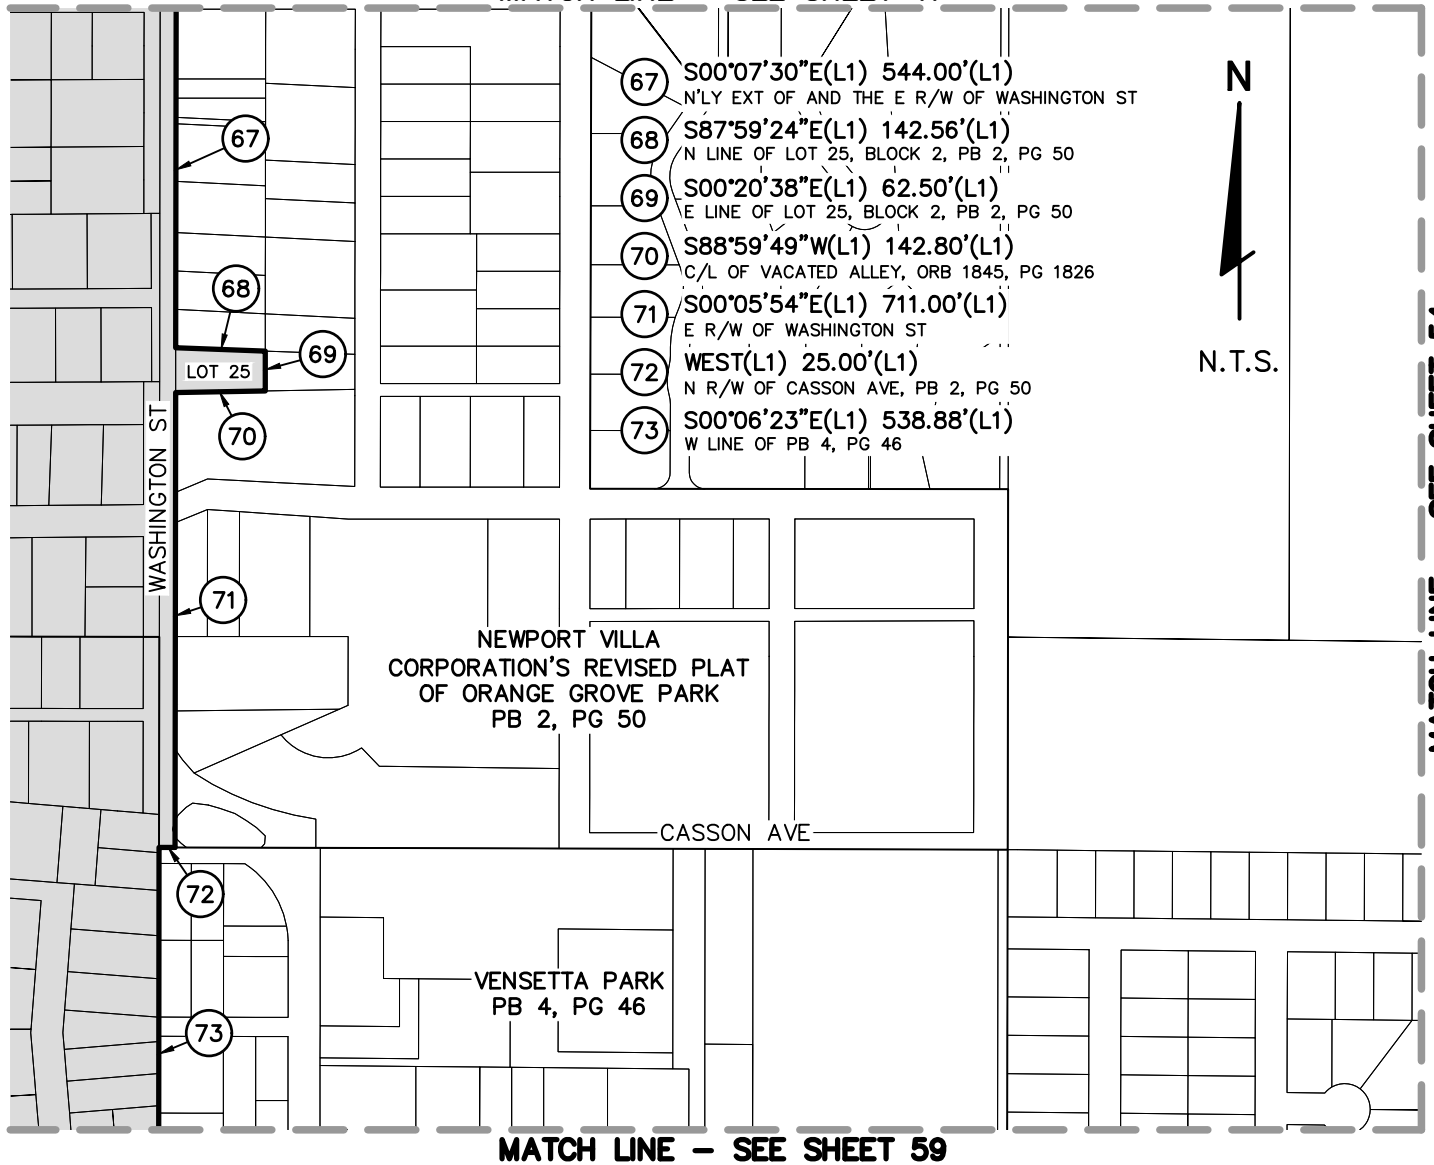 67 S00°07'30"E(L1) 544.00'(L1)
N'LY EXT OF AND THE E R/W OF WASHINGTON ST
68 S87°59'24"E(L1) 142.56'(L1)
N LINE OF LOT 25, BLOCK 2, PB 2, PG 50
69 S00°20'38"E(L1) 62.50'(L1)
E LINE OF LOT 25, BLOCK 2, PB 2, PG 50
70 S88°59'49"W(L1) 142.80'(L1)
C/L OF VACATED ALLEY, ORB 1845, PG 1826
71 S00°05'54"E(L1) 711.00'(L1)
E R/W OF WASHINGTON ST
72 WEST(L1) 25.00'(L1)
N R/W OF CASSON AVE, PB 2, PG 50
73 S00°06'23"E(L1) 538.88'(L1)
W LINE OF PB 4, PG 46
N
N.T.S.
67
68
69
LOT 25
70
WASHINGTON ST
71
NEWPORT VILLA
CORPORATION'S REVISED PLAT
OF ORANGE GROVE PARK
PB 2, PG 50
CASSON AVE
72
VENSETTA PARK
PB 4, PG 46
73
MATCH LINE - SEE SHEET 59